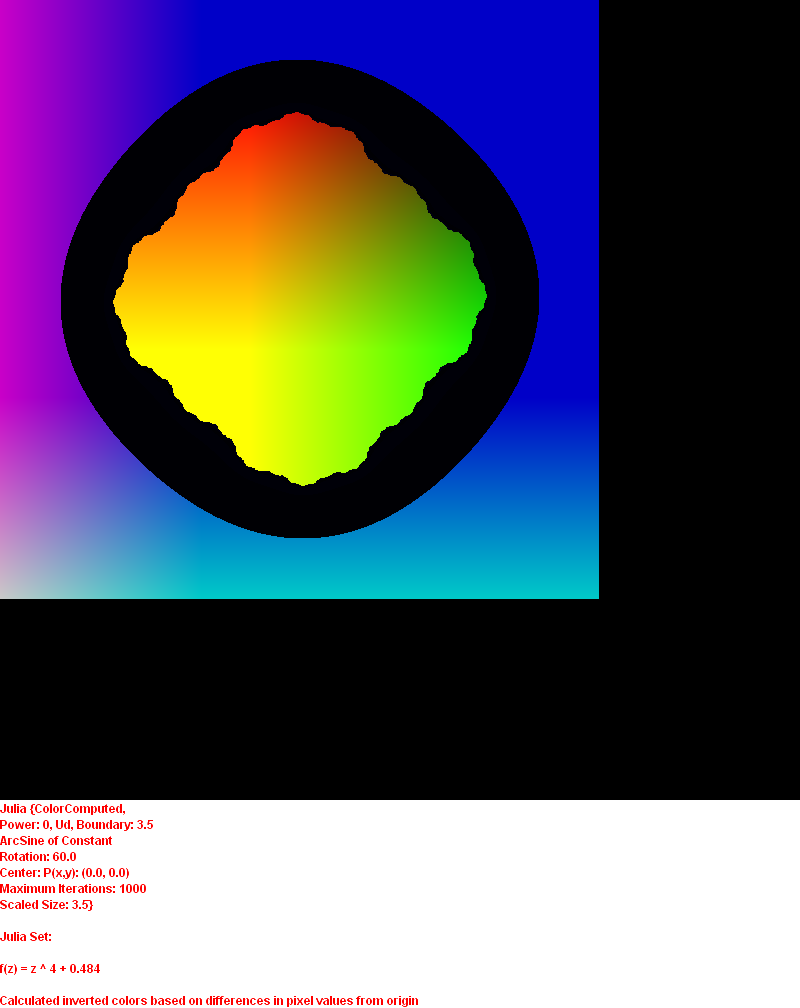 Julia {ColorComputed,
Power: 0, Ud, Boundary: 3.5
ArcSine of Constant
Rotation: 60.0
Center: P(x,y): (0.0, 0.0)
Maximum Iterations: 1000
Scaled Size: 3.5}
Julia Set:
f(z) = z ^ 4 + 0.484
Calculated inverted colors based on differences in pixel values from origin